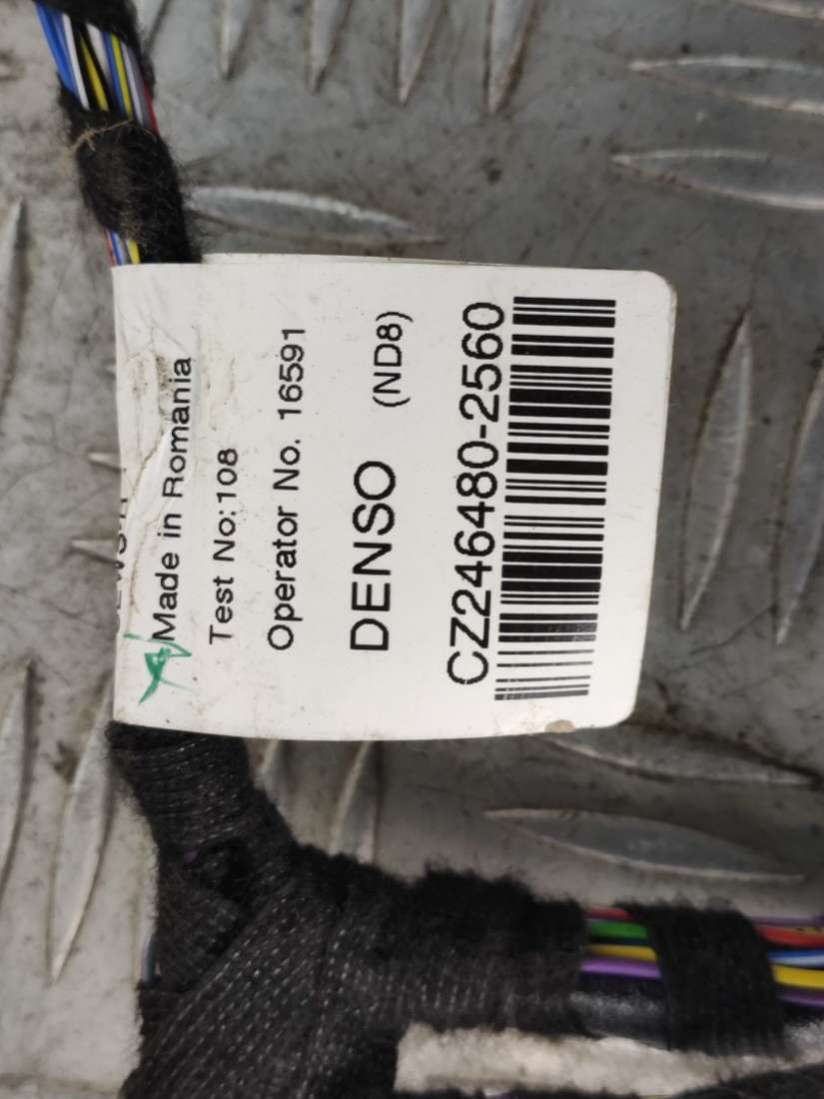 Made in Romania
Test No:108
Operator No. 16591
DENSO (ND8)
CZ246480-2560